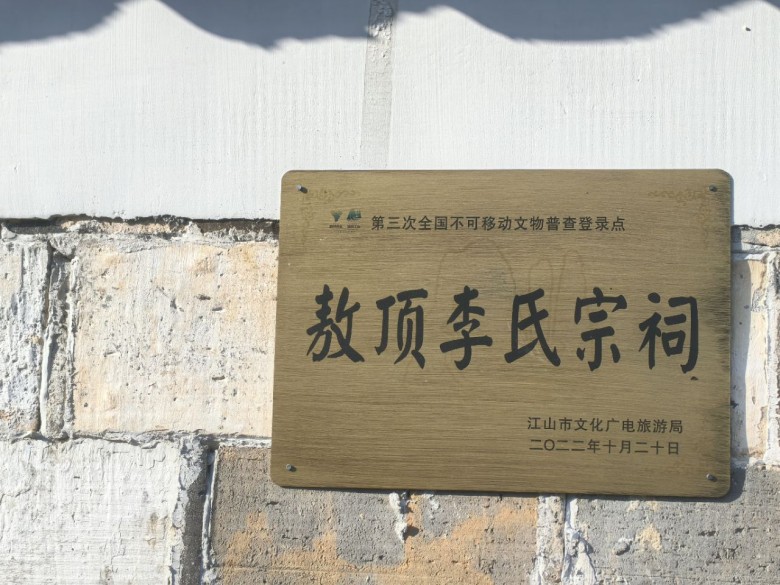 第三次全国不可移动文物普查登录点
敖顶李氏宗祠
江山市文化广电旅游局
二〇二二年十月二十日